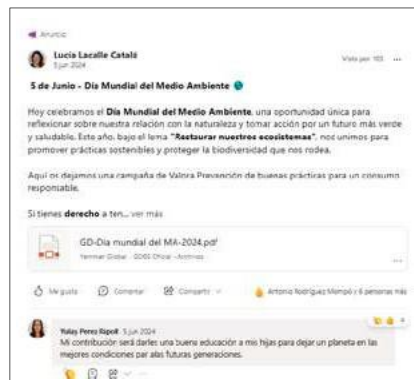 Anuncio
Lucía Lacalle Catalá
5 jun 2024
Visto por 103
5 de Junio - Día Mundial del Medio Ambiente
Hoy celebramos el Día Mundial del Medio Ambiente, una oportunidad única para
reflexionar sobre nuestra relación con la naturaleza y tomar acción por un futuro más verde
y saludable. Este año, bajo el lema "Restaurar nuestros ecosistemas", nos unimos para
promover prácticas sostenibles y proteger la biodiversidad que nos rodea.
Aquí os dejamos una campaña de Valora Prevención de buenas prácticas para un consumo
responsable.
Si tienes derecho a ten... ver más
GD-Dia mundial del MA-2024.pdf
Me gusta
Comentar
Compartir
Antonio Rodríguez Mompó y 6 personas más
Yulay Perez Ripoll 5 jun 2024
4
Mi contribución será darles una buena educación a mis hijas para dejar un planeta en las
mejores condiciones par alas futuras generaciones.